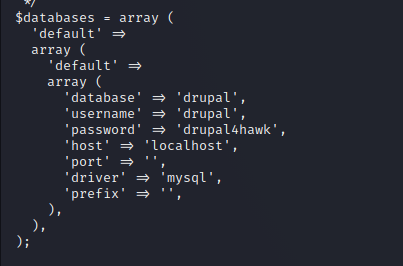 */
$databases = array (
  'default' =>
  array (
    'default' =>
    array (
      'database' => 'drupal',
      'username' => 'drupal',
      'password' => 'drupal4hawk',
      'host' => 'localhost',
      'port' => '',
      'driver' => 'mysql',
      'prefix' => '',
    ),
  ),
);